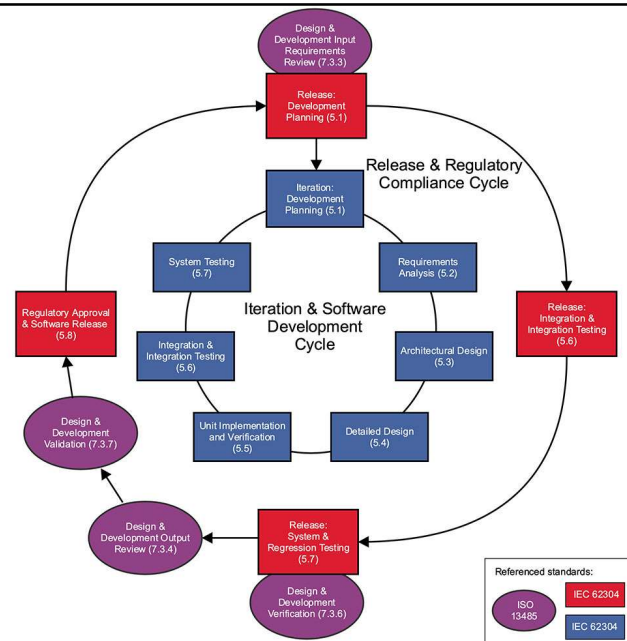 Design &
Development Input
Requirements
Review (7.3.3)
Release:
Development
Planning (5.1)
Release & Regulatory
Compliance Cycle
Iteration:
Development
Planning (5.1)
System Testing
(5.7)
Requirements
Analysis (5.2)
Regulatory Approval
& Software Release
(5.8)
Iteration & Software
Development
Cycle
Release:
Integration &
Integration Testing
(5.6)
Integration &
Integration Testing
(5.6)
Architectural Design
(5.3)
Design &
Development
Validation (7.3.7)
Unit Implementation
and Verification
(5.5)
Detailed Design
(5.4)
Design &
Development Output
Review (7.3.4)
Release:
System &
Regression Testing
(5.7)
Design &
Development
Verification (7.3.6)
Referenced standards:
ISO
13485
IEC 62304
IEC 62304